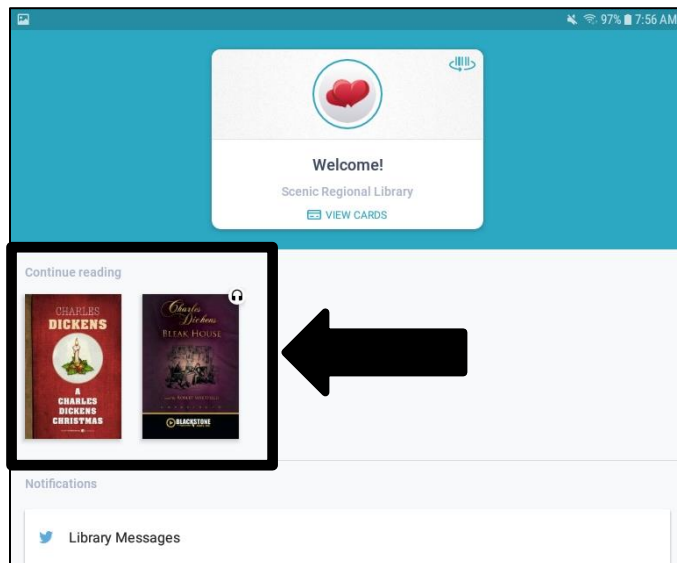 97% 7:56 AM
Welcome!
Scenic Regional Library
VIEW CARDS
Continue reading
CHARLES
DICKENS
A
CHARLES
DICKENS
CHRISTMAS
Charles
Dickens
BLEAK HOUSE
BLACKSTONE
Notifications
Library Messages